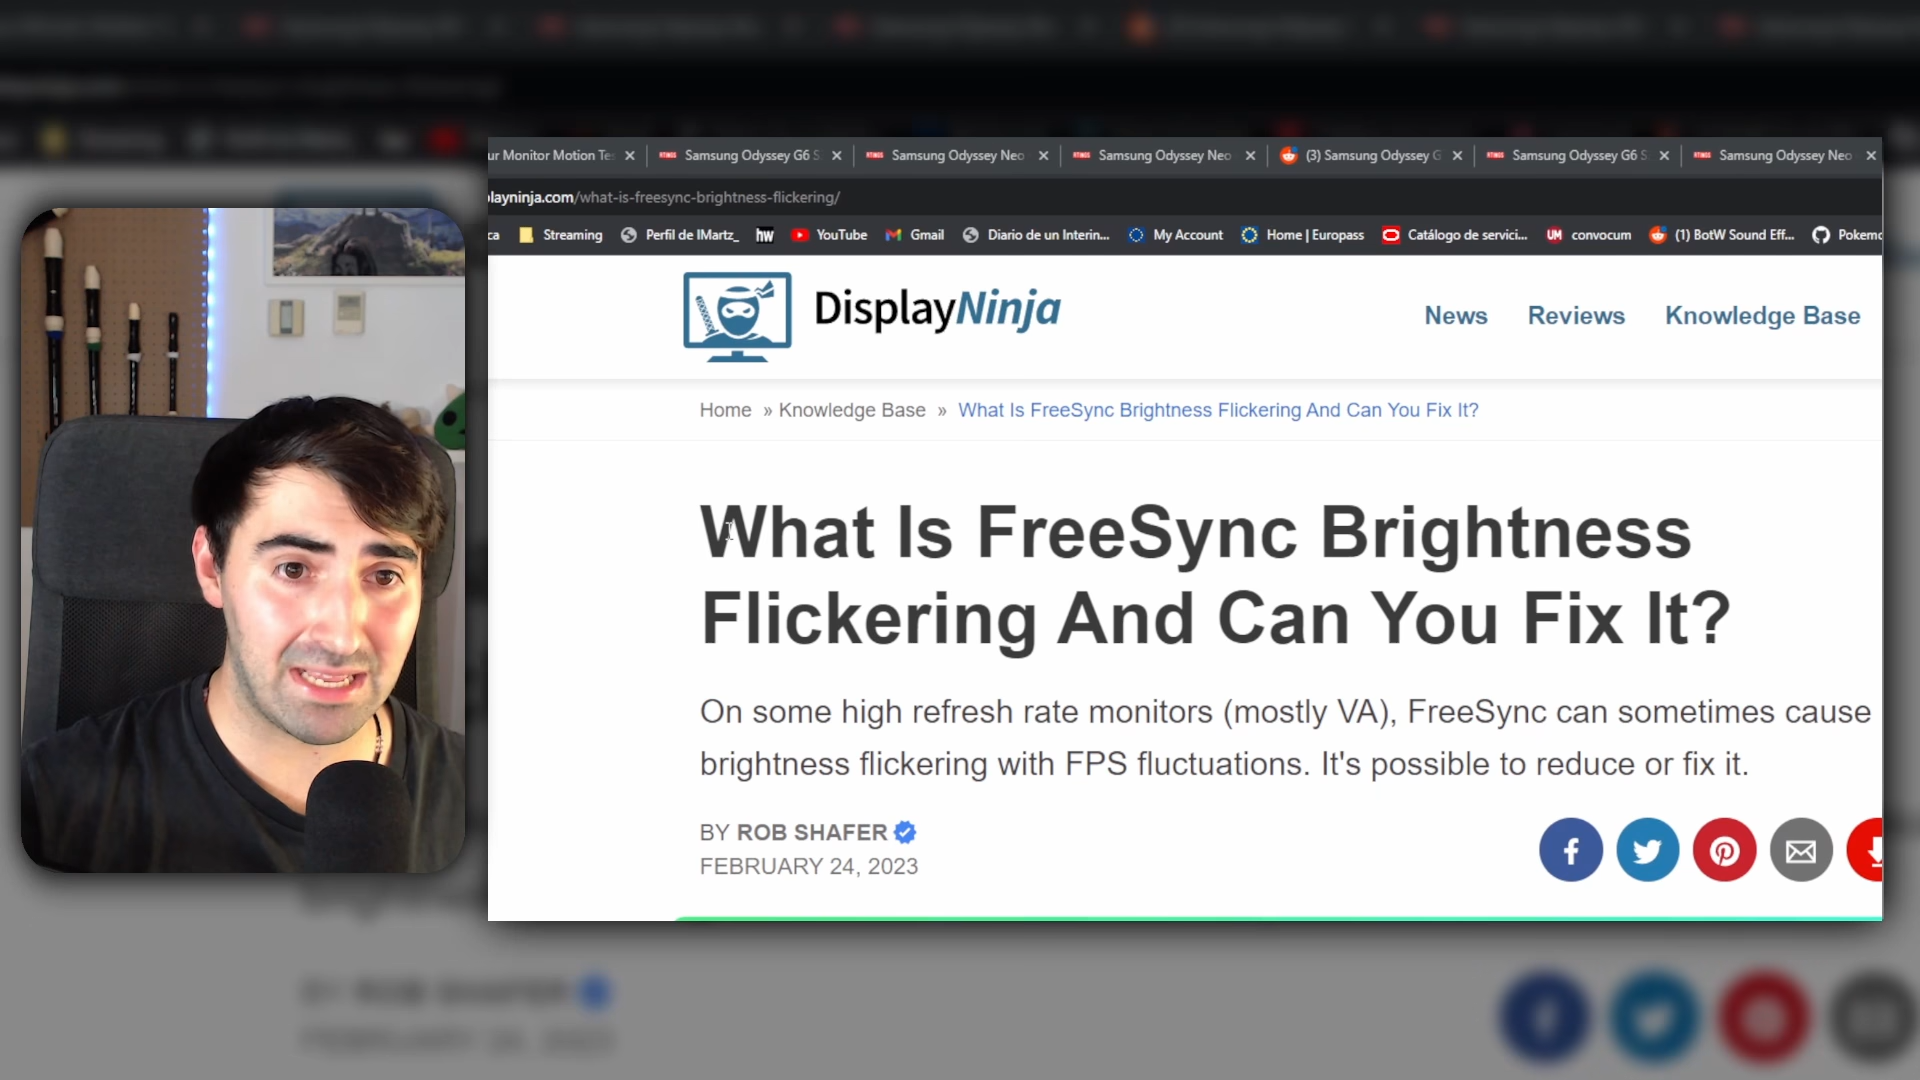 ur Monitor Motion Te
Samsung Odyssey G6 S
Samsung Odyssey Neo
Samsung Odyssey Neo
(3) Samsung Odyssey G
Samsung Odyssey G6 S
Samsung Odyssey Neo
layninja.com/what-is-freesync-brightness-flickering/
ca Streaming Perfil de IMartz_ hw YouTube Gmail Diario de un Interin... My Account Home | Europass Catálogo de servici... UM convocum (1) BotW Sound Eff... Pokemo
DisplayNinja
News Reviews Knowledge Base
Home » Knowledge Base » What Is FreeSync Brightness Flickering And Can You Fix It?
What Is FreeSync Brightness
Flickering And Can You Fix It?
On some high refresh rate monitors (mostly VA), FreeSync can sometimes cause
brightness flickering with FPS fluctuations. It's possible to reduce or fix it.
BY ROB SHAFER
FEBRUARY 24, 2023